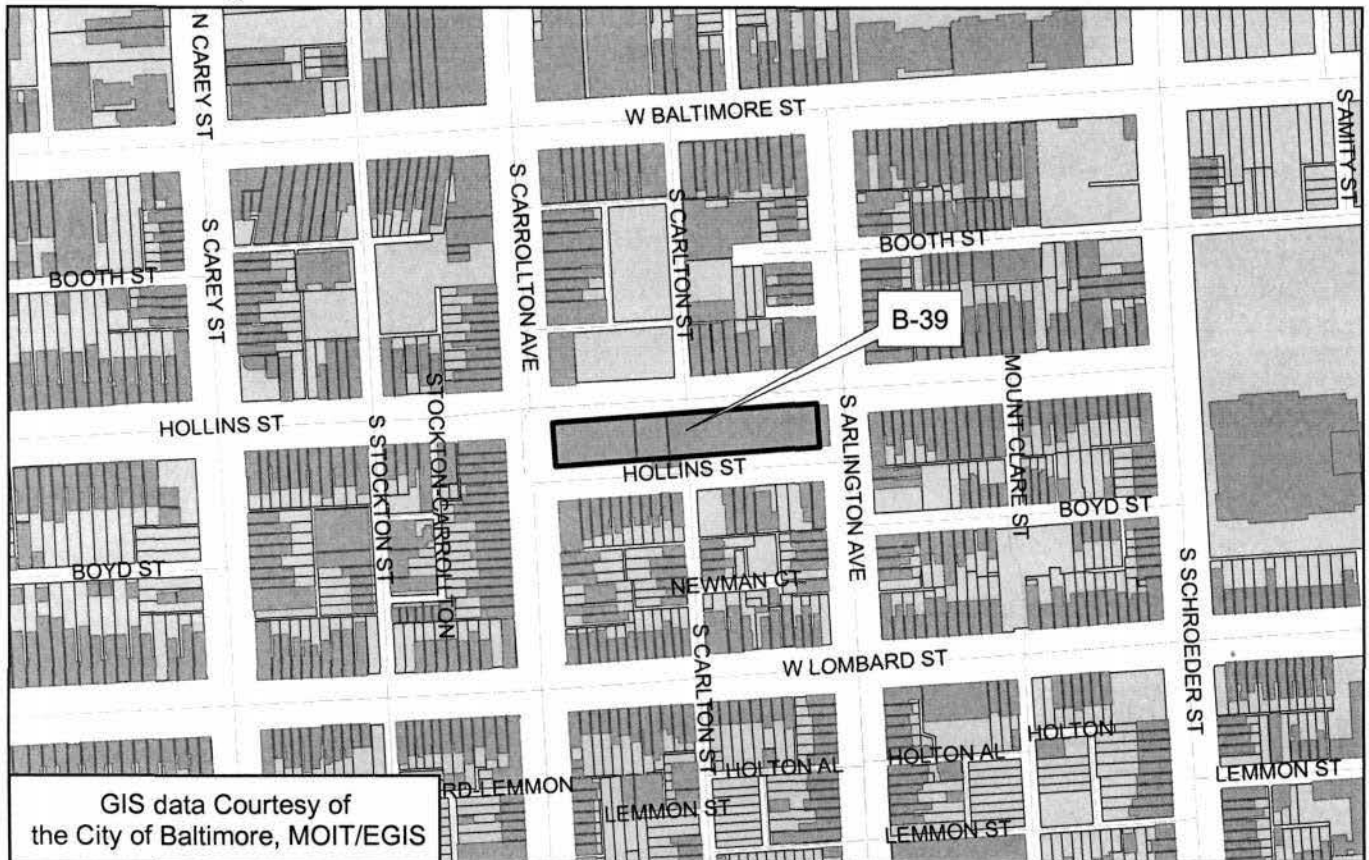 N CAREY ST
W BALTIMORE ST
S AMITY ST
S CAREY ST
S CARROLLTON AVE
S CARLTON ST
BOOTH ST
BOOTH ST
B-39
HOLLINS ST
S STOCKTON ST
STOCKTON-CARROLLTON
HOLLINS ST
S ARLINGTON AVE
MOUNT CLARE ST
BOYD ST
BOYD ST
NEWMAN CT
S CARLTON ST
W LOMBARD ST
S SCHROEDER ST
RD-LEMMON
LEMMON ST
HOLTON AL
HOLTON AL
HOLTON
LEMMON ST
LEMMON ST
GIS data Courtesy of
the City of Baltimore, MOIT/EGIS